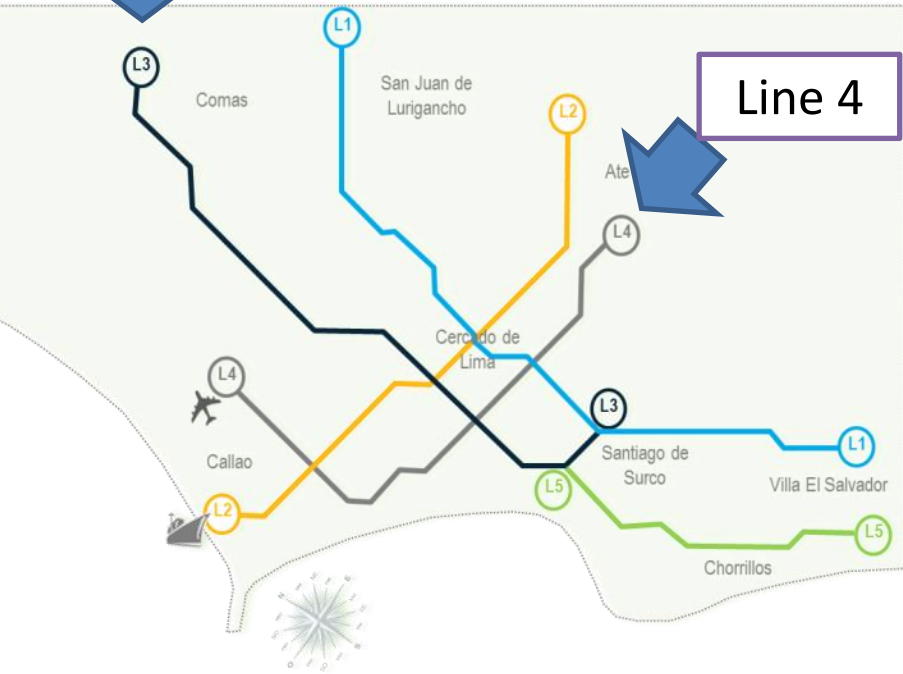 L1
L3
San Juan de
Lurigancho
Comas
Line 4
L2
Ate
L4
Cercado de
Lima
L4
L3
Callao
Santiago de
Surco
L1
Villa El Salvador
L5
L2
L5
Chorrillos